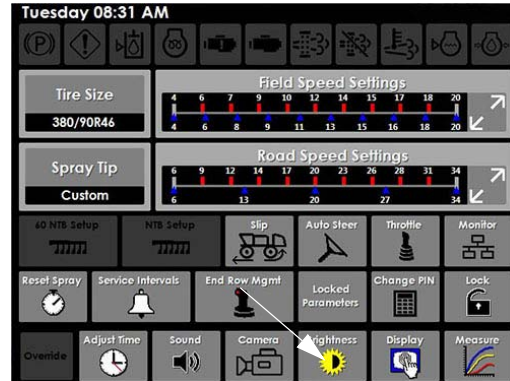 Tuesday 08:31 AM
Tire Size
380/90R46
Field Speed Settings
4 6 7 9 10 12 14 15 17 18 20
4 6 8 9 11 13 15 16 18 20
Spray Tip
Custom
Road Speed Settings
6 9 12 14 17 20 23 26 28 31 34
6 13 20 27 34
60 NTB Setup NTB Setup Slip Auto Steer Throttle Monitor
Reset Spray Service Intervals End Row Mgmt Locked Parameters Change PIN Lock
Override Adjust Time Sound Camera Brightness Display Measure